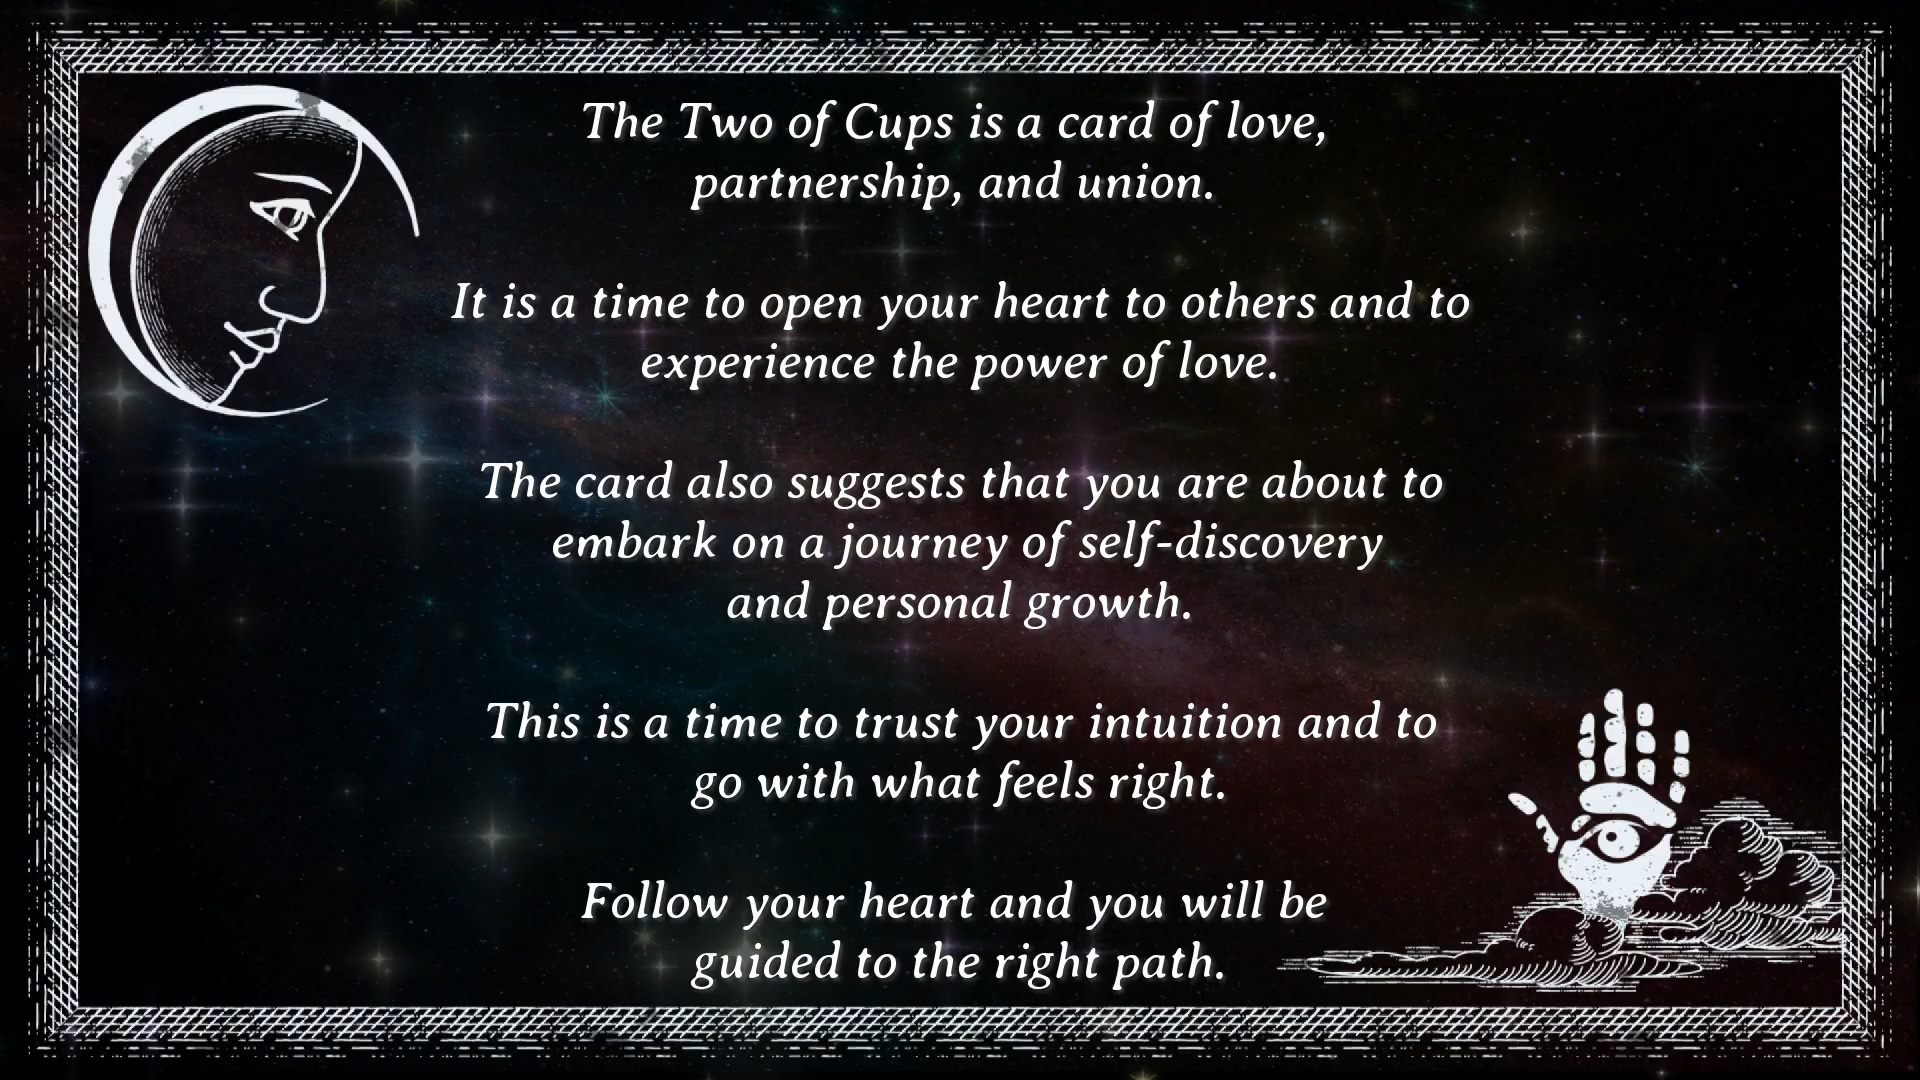 The Two of Cups is a card of love,
partnership, and union.
It is a time to open your heart to others and to
experience the power of love.
The card also suggests that you are about to
embark on a journey of self-discovery
and personal growth.
This is a time to trust your intuition and to
go with what feels right.
Follow your heart and you will be
guided to the right path.